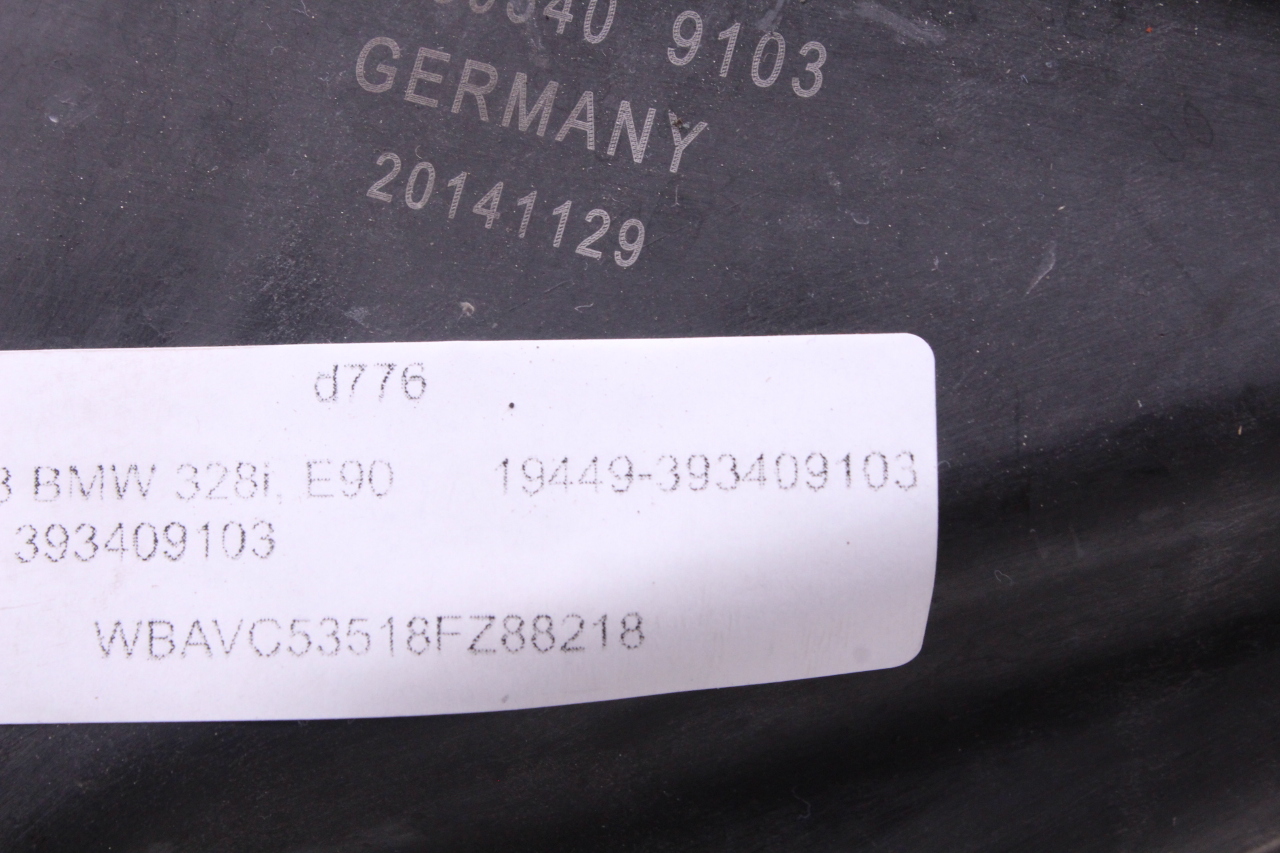 9103
GERMANY
20141129
d776
BMW 328i, E90 19449-393409103
393409103
WBAVC53518FZ88218